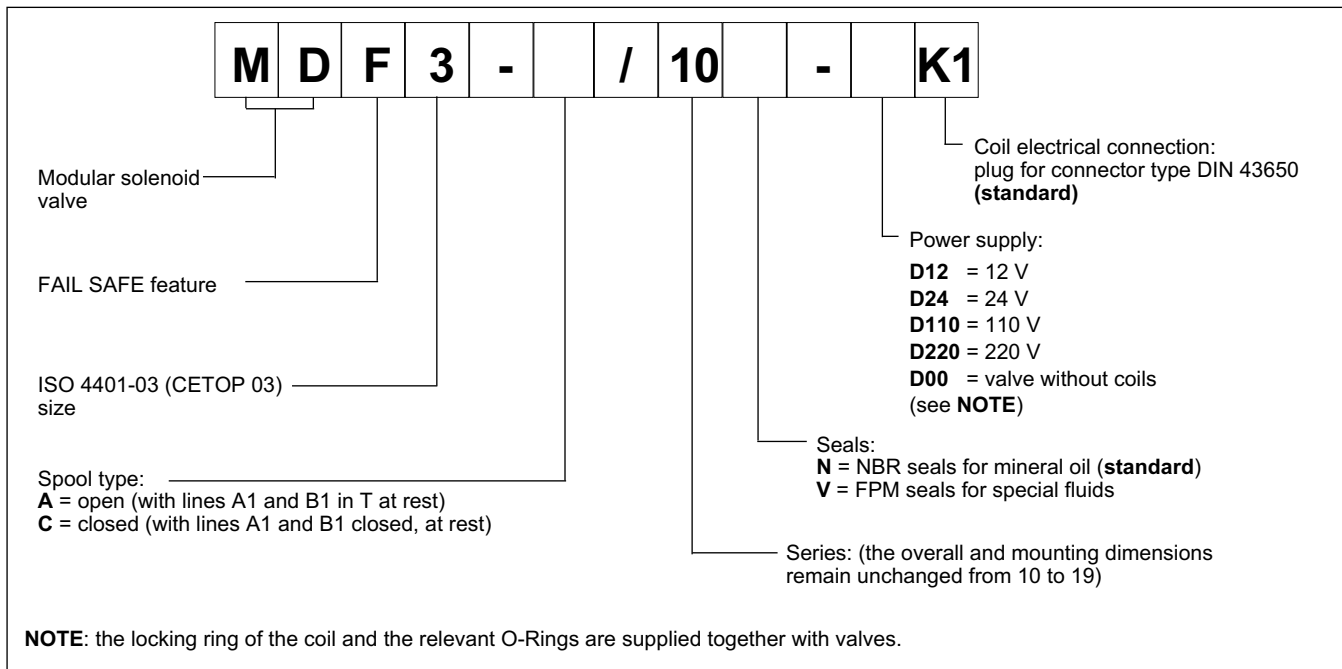 M D F 3 - / 10 - K1
Modular solenoid
valve
FAIL SAFE feature
ISO 4401-03 (CETOP 03)
size
Spool type:
A = open (with lines A1 and B1 in T at rest)
C = closed (with lines A1 and B1 closed, at rest)
Coil electrical connection:
plug for connector type DIN 43650
(standard)
Power supply:
D12 = 12 V
D24 = 24 V
D110 = 110 V
D220 = 220 V
D00 = valve without coils
(see NOTE)
Seals:
N = NBR seals for mineral oil (standard)
V = FPM seals for special fluids
Series: (the overall and mounting dimensions
remain unchanged from 10 to 19)
NOTE: the locking ring of the coil and the relevant O-Rings are supplied together with valves.